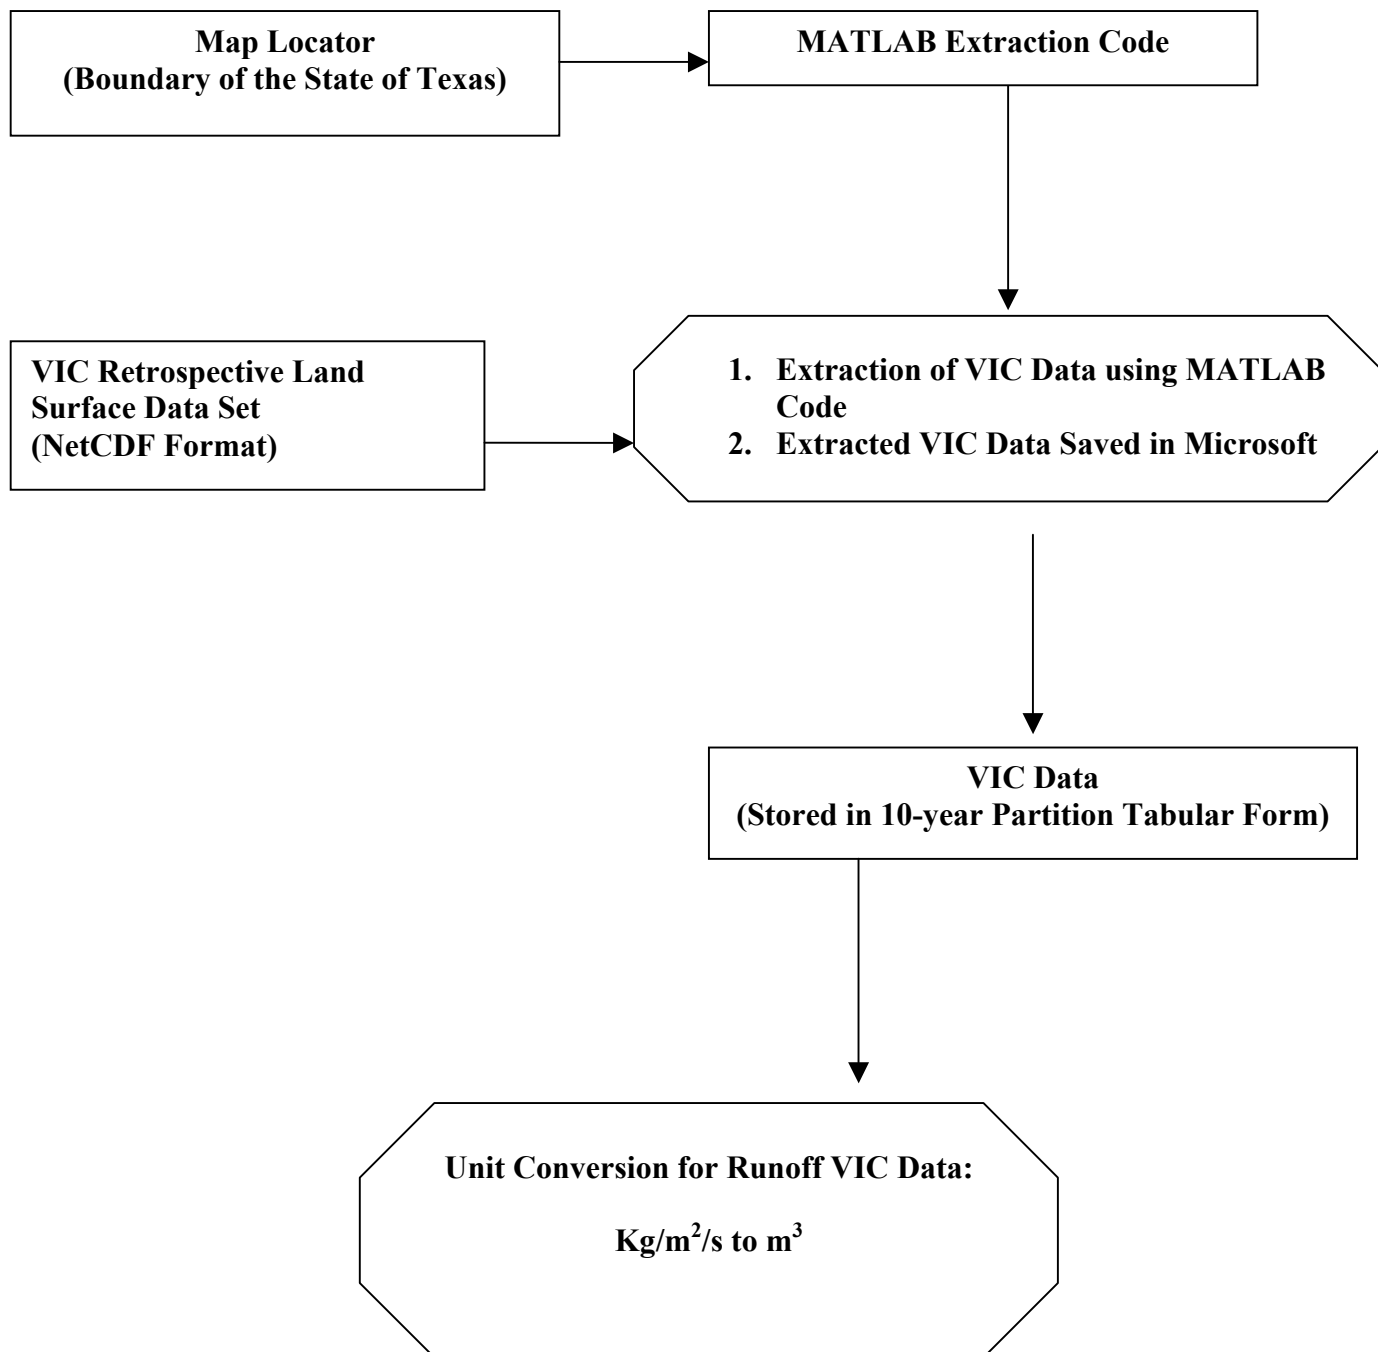 Map Locator
(Boundary of the State of Texas)
MATLAB Extraction Code
VIC Retrospective Land
Surface Data Set
(NetCDF Format)
1. Extraction of VIC Data using MATLAB
Code
2. Extracted VIC Data Saved in Microsoft
VIC Data
(Stored in 10-year Partition Tabular Form)
Unit Conversion for Runoff VIC Data:
Kg/m²/s to m³